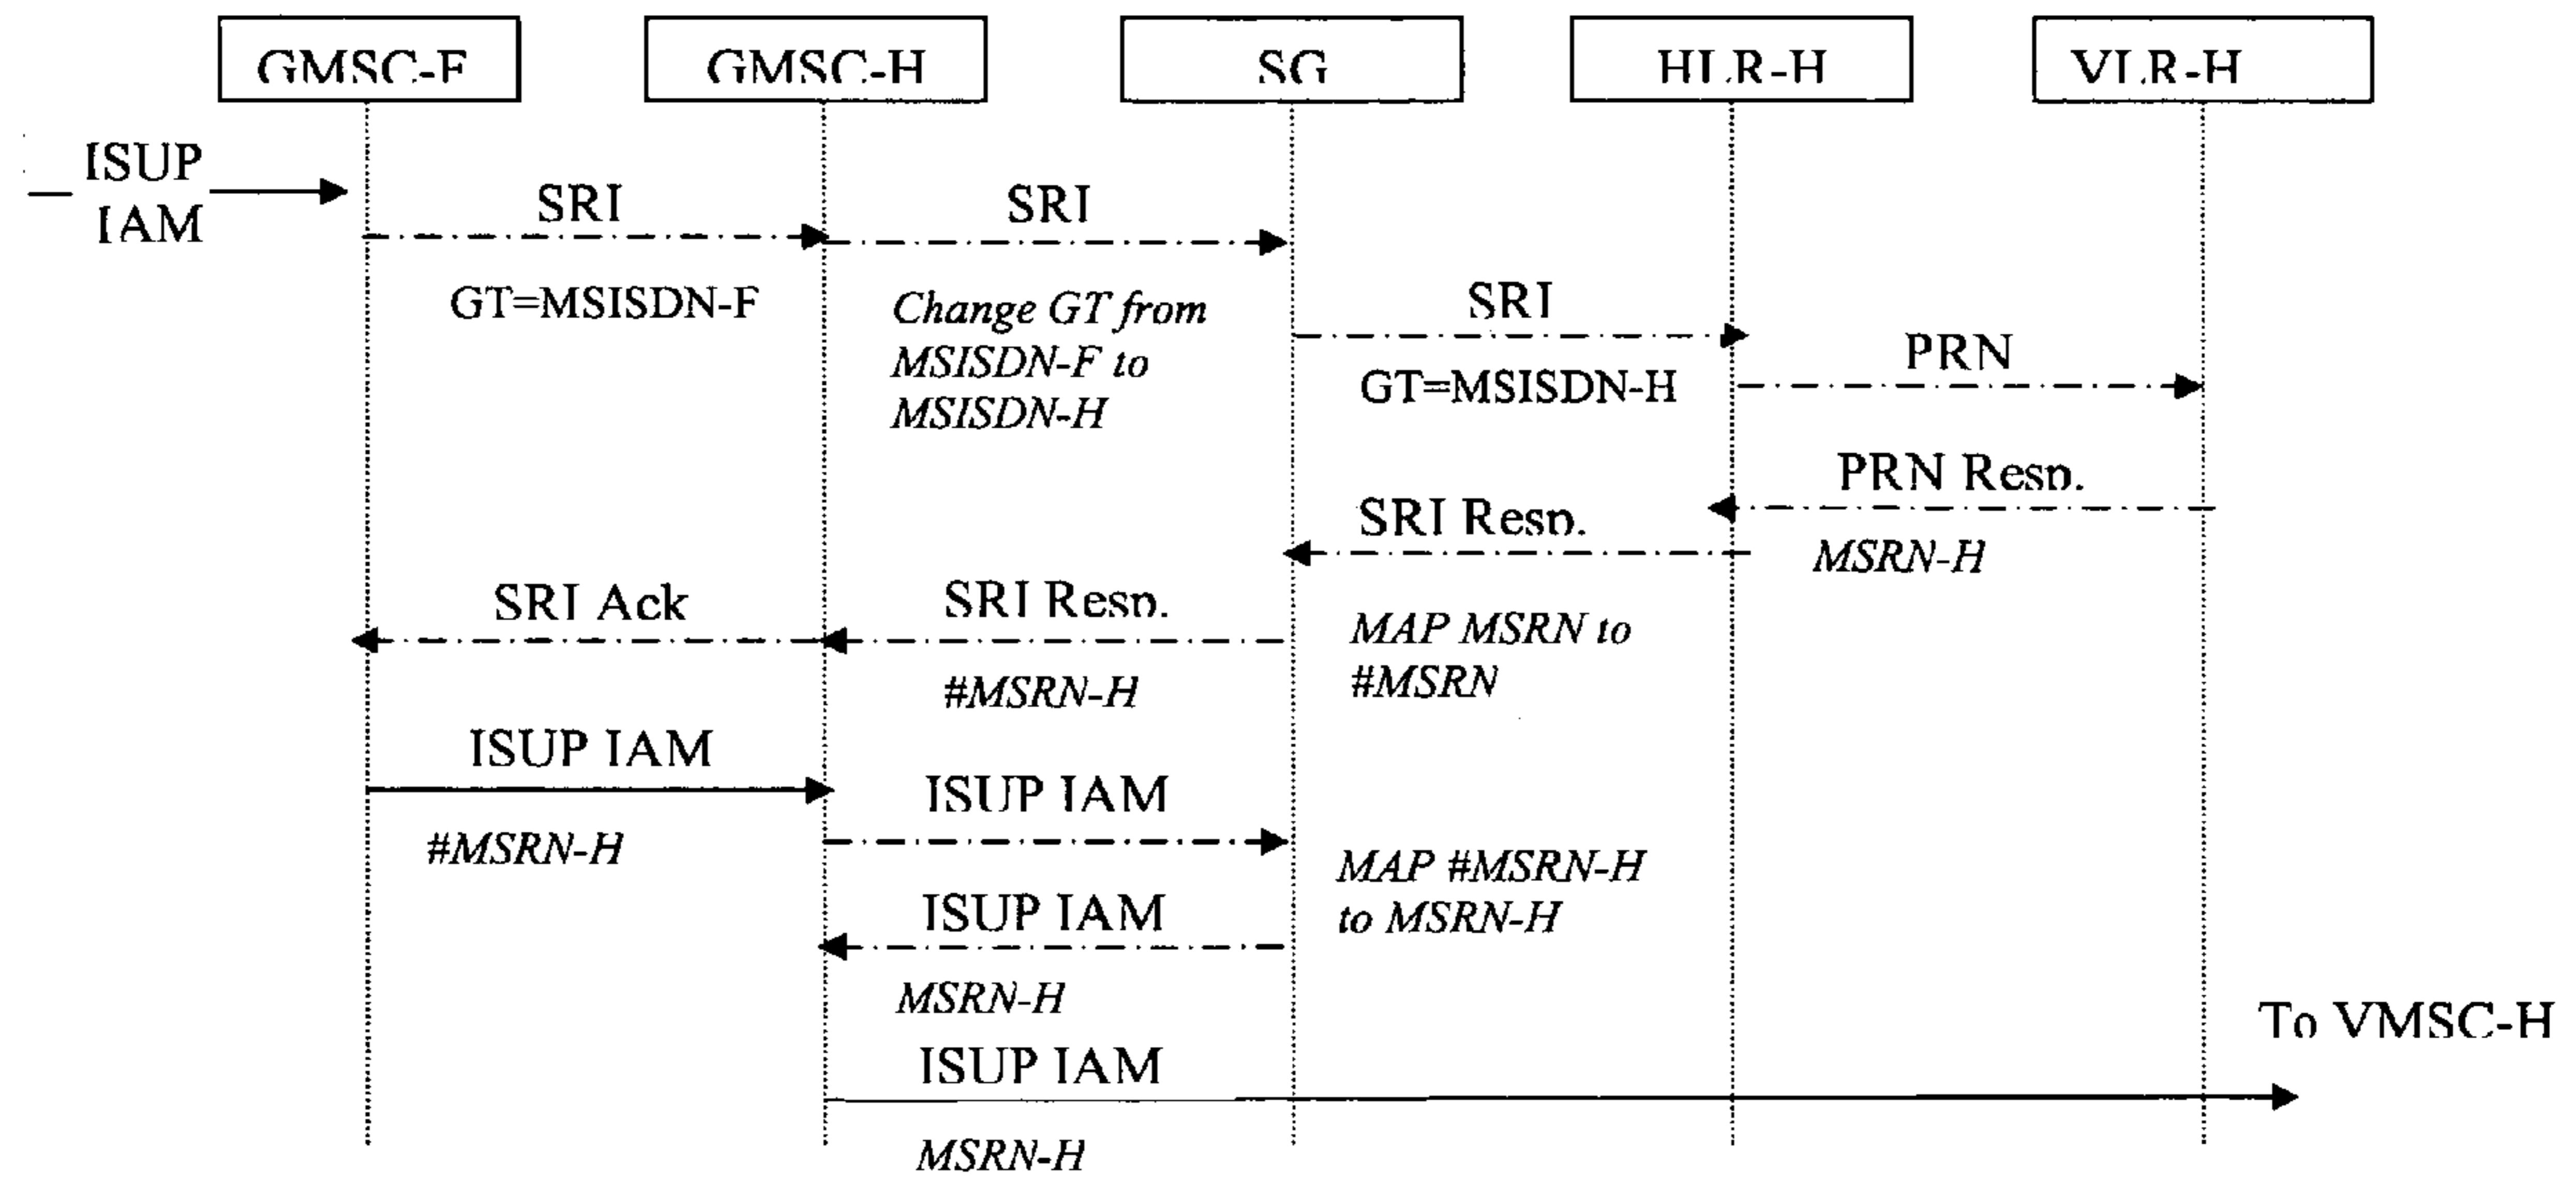 GMSC-F
GMSC-H
SG
HLR-H
VLR-H
ISUP
IAM
SRI
SRI
GT=MSISDN-F
Change GT from
MSISDN-F to
MSISDN-H
SRI
GT=MSISDN-H
PRN
PRN Resp.
MSRN-H
SRI Resp.
SRI Ack
SRI Resp.
MAP MSRN to
#MSRN
#MSRN-H
ISUP IAM
#MSRN-H
ISUP IAM
MAP #MSRN-H
to MSRN-H
ISUP IAM
MSRN-H
To VMSC-H
ISUP IAM
MSRN-H